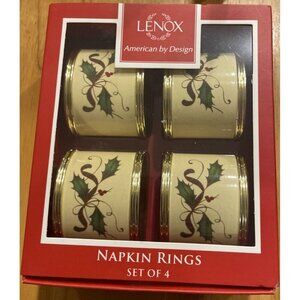 LENOX
American by Design
NAPKIN RINGS
SET OF 4